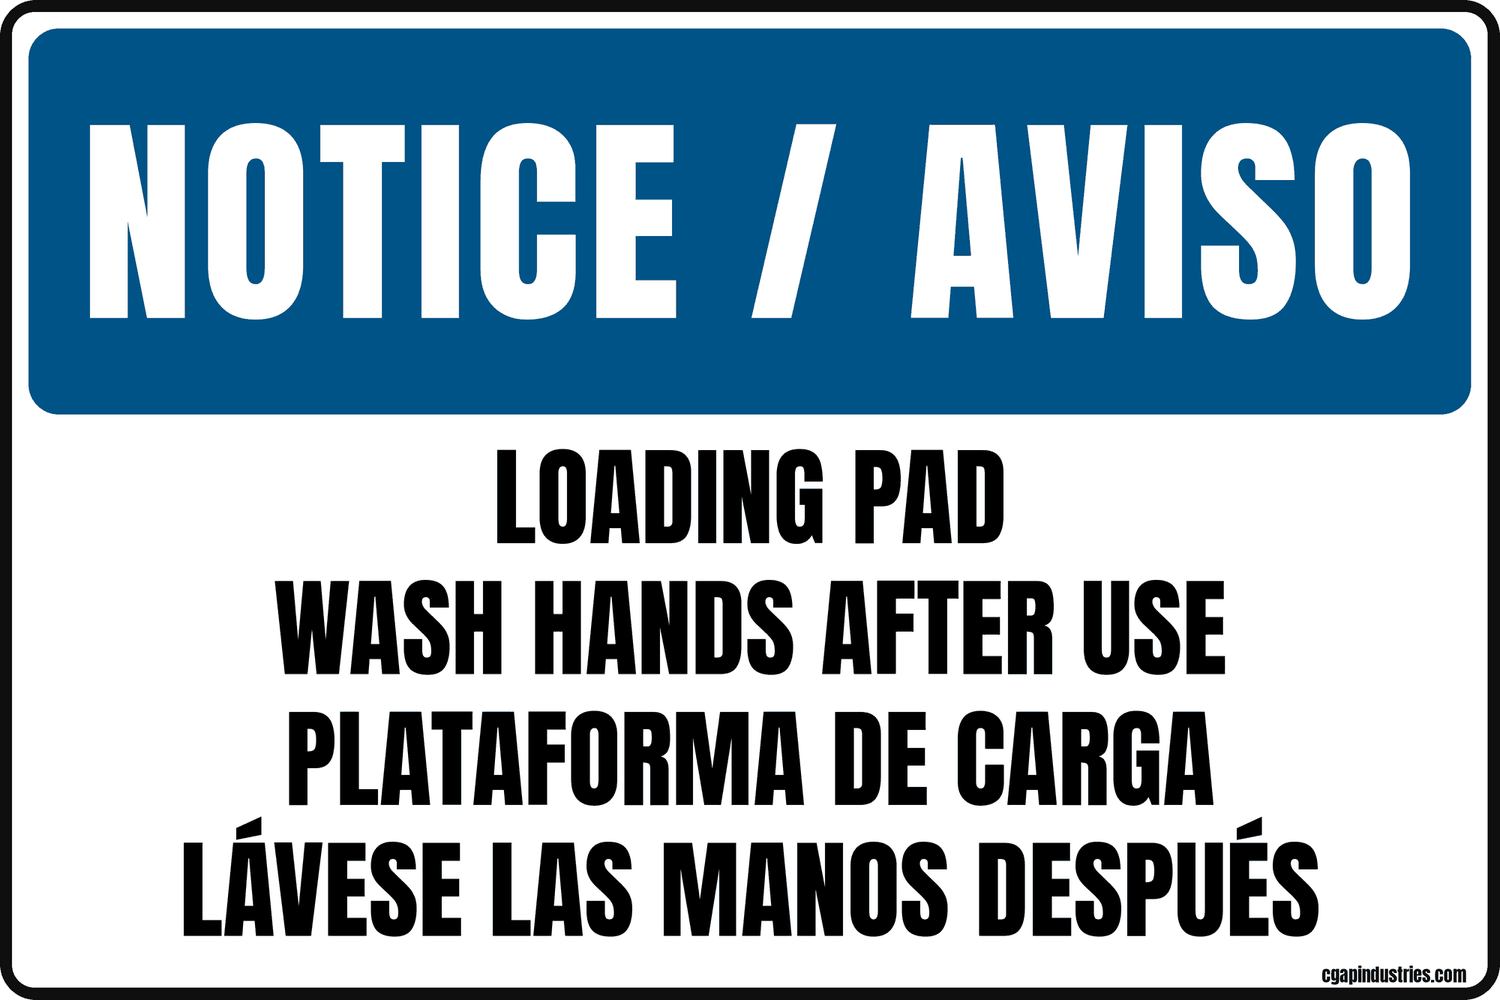 NOTICE / AVISO
LOADING PAD
WASH HANDS AFTER USE
PLATAFORMA DE CARGA
LÁVESE LAS MANOS DESPUÉS
cgapindustries.com